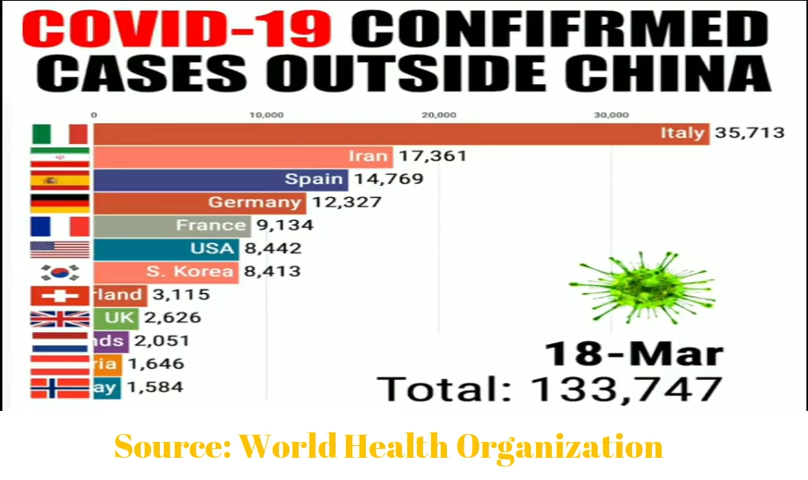 COVID-19 CONFIFRMED
CASES OUTSIDE CHINA
0 10,000 20,000 30,000
Italy 35,713
Iran 17,361
Spain 14,769
Germany 12,327
France 9,134
USA 8,442
S. Korea 8,413
rland 3,115
UK 2,626
nds 2,051
ria 1,646
ay 1,584
18-Mar
Total: 133,747
Source: World Health Organization